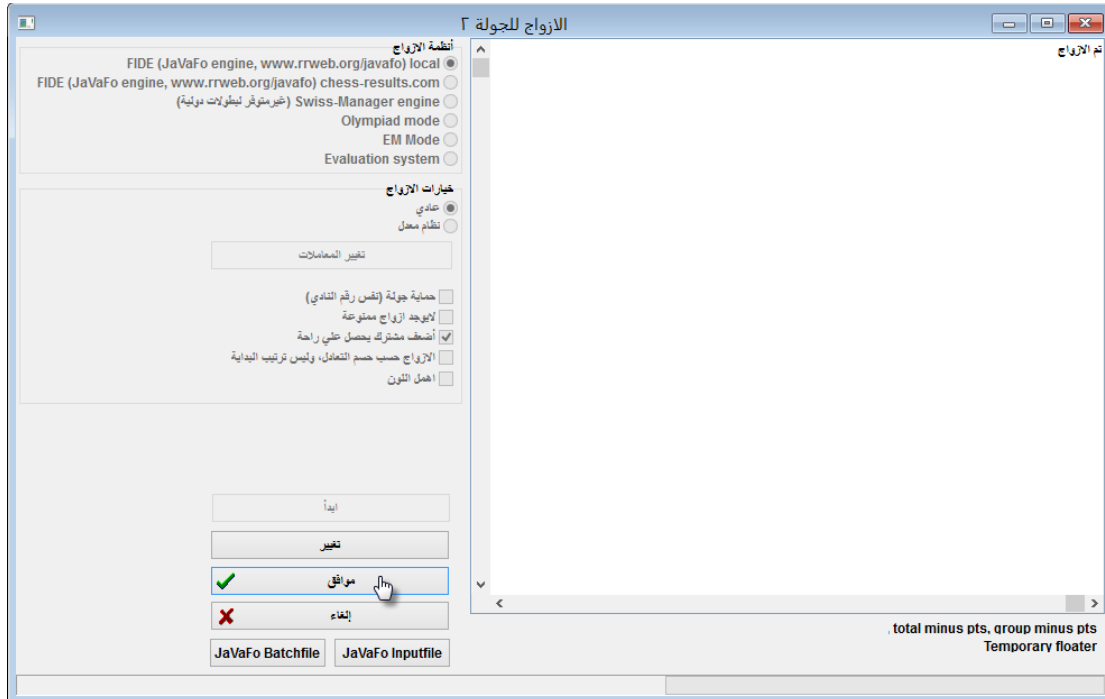 الازواج للجولة ٢
أنظمة الازواج
FIDE (JaVaFo engine, www.rrweb.org/javafo) local
FIDE (JaVaFo engine, www.rrweb.org/javafo) chess-results.com
Swiss-Manager engine (غيرمتوفر لبطولات دولية)
Olympiad mode
EM Mode
Evaluation system
خيارات الازواج
عادي
نظام معدل
تغيير المعاملات
حماية جولة (نفس رقم النادي)
لايوجد ازواج ممنوعة
أضعف مشترك يحصل علي راحة
الازواج حسب حسم التعادل، وليس ترتيب البداية
اهمل اللون
ابدأ
تغيير
موافق
إلغاء
JaVaFo Batchfile
JaVaFo Inputfile
تم الازواج
, total minus pts, group minus pts
Temporary floater